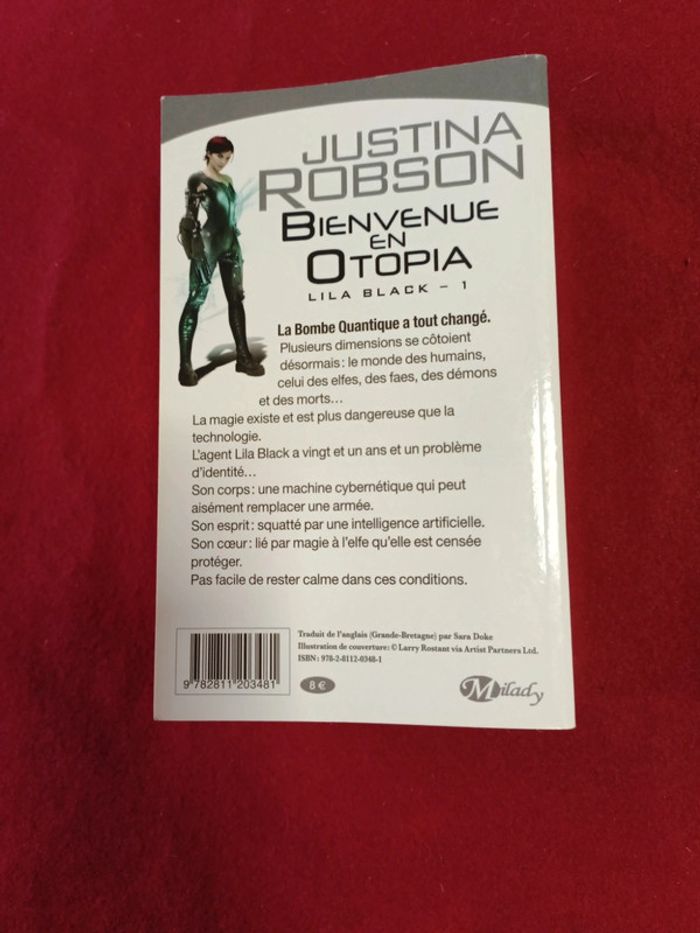 JUSTINA
ROBSON
BIENVENUE
EN
OTOPIA
LILA BLACK – 1
La Bombe Quantique a tout changé.
Plusieurs dimensions se côtoient
désormais : le monde des humains,
celui des elfes, des faes, des démons
et des morts…
La magie existe et est plus dangereuse que la
technologie.
L'agent Lila Black a vingt et un ans et un problème
d'identité…
Son corps : une machine cybernétique qui peut
aisément remplacer une armée.
Son esprit : squatté par une intelligence artificielle.
Son cœur : lié par magie à l'elfe qu'elle est censée
protéger.
Pas facile de rester calme dans ces conditions.
Traduit de l'anglais (Grande-Bretagne) par Sara Doke
Illustration de couverture : © Larry Rostant via Artist Partners Ltd.
ISBN : 978-2-8112-0348-1
9 782811 203481
8 €
Milady